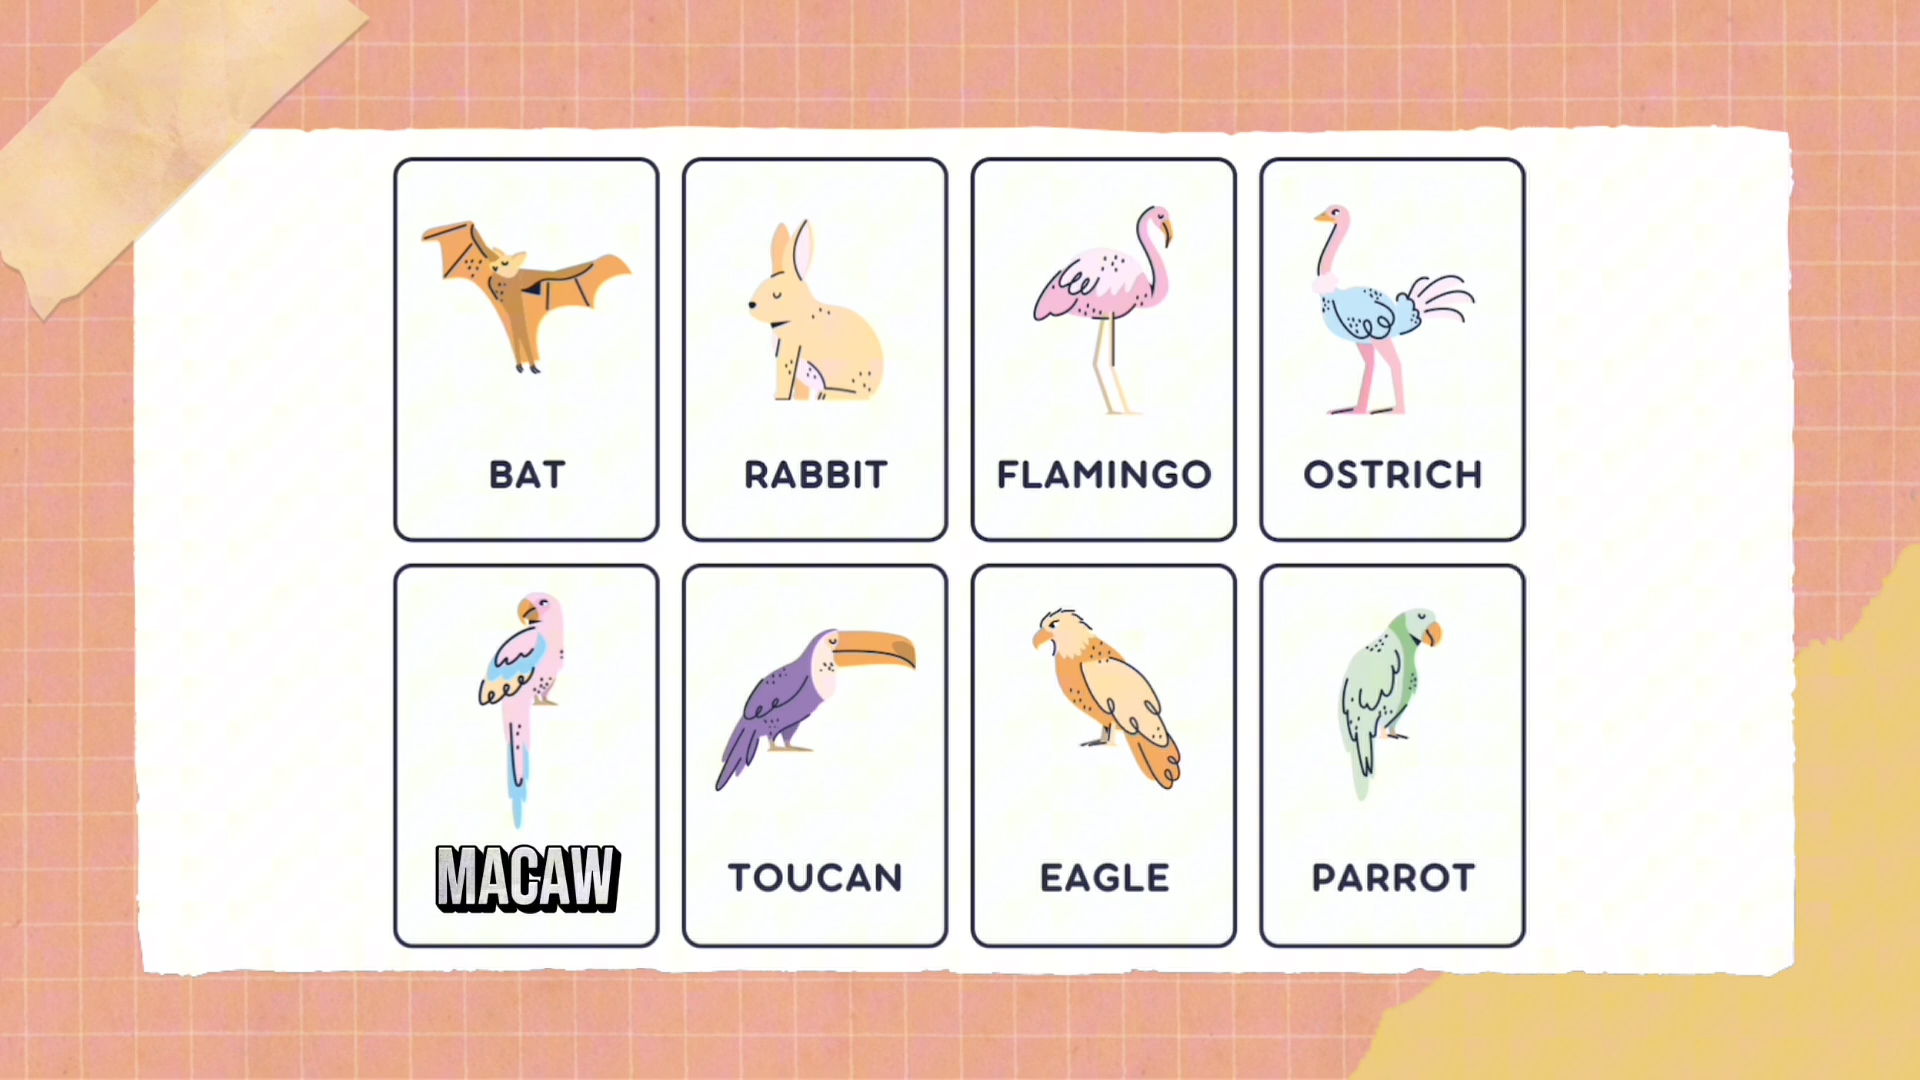 BAT
RABBIT
FLAMINGO
OSTRICH
MACAW
TOUCAN
EAGLE
PARROT